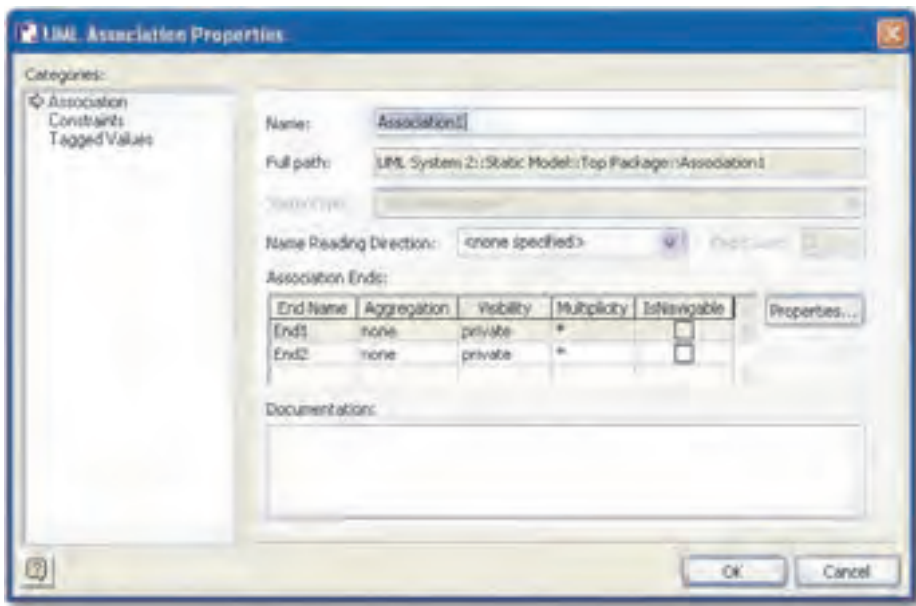 UML Association Properties
Categories:
Association
Constraints
Tagged Values
Name: Association1
Full path: UML System 2::Static Model::Top Package::Association1
Name Reading Direction: <none specified>
Association Ends:
End Name Aggregation Visibility Multiplicity IsNavigable
Properties...
End1 none private *
End2 none private *
Documentation:
OK Cancel